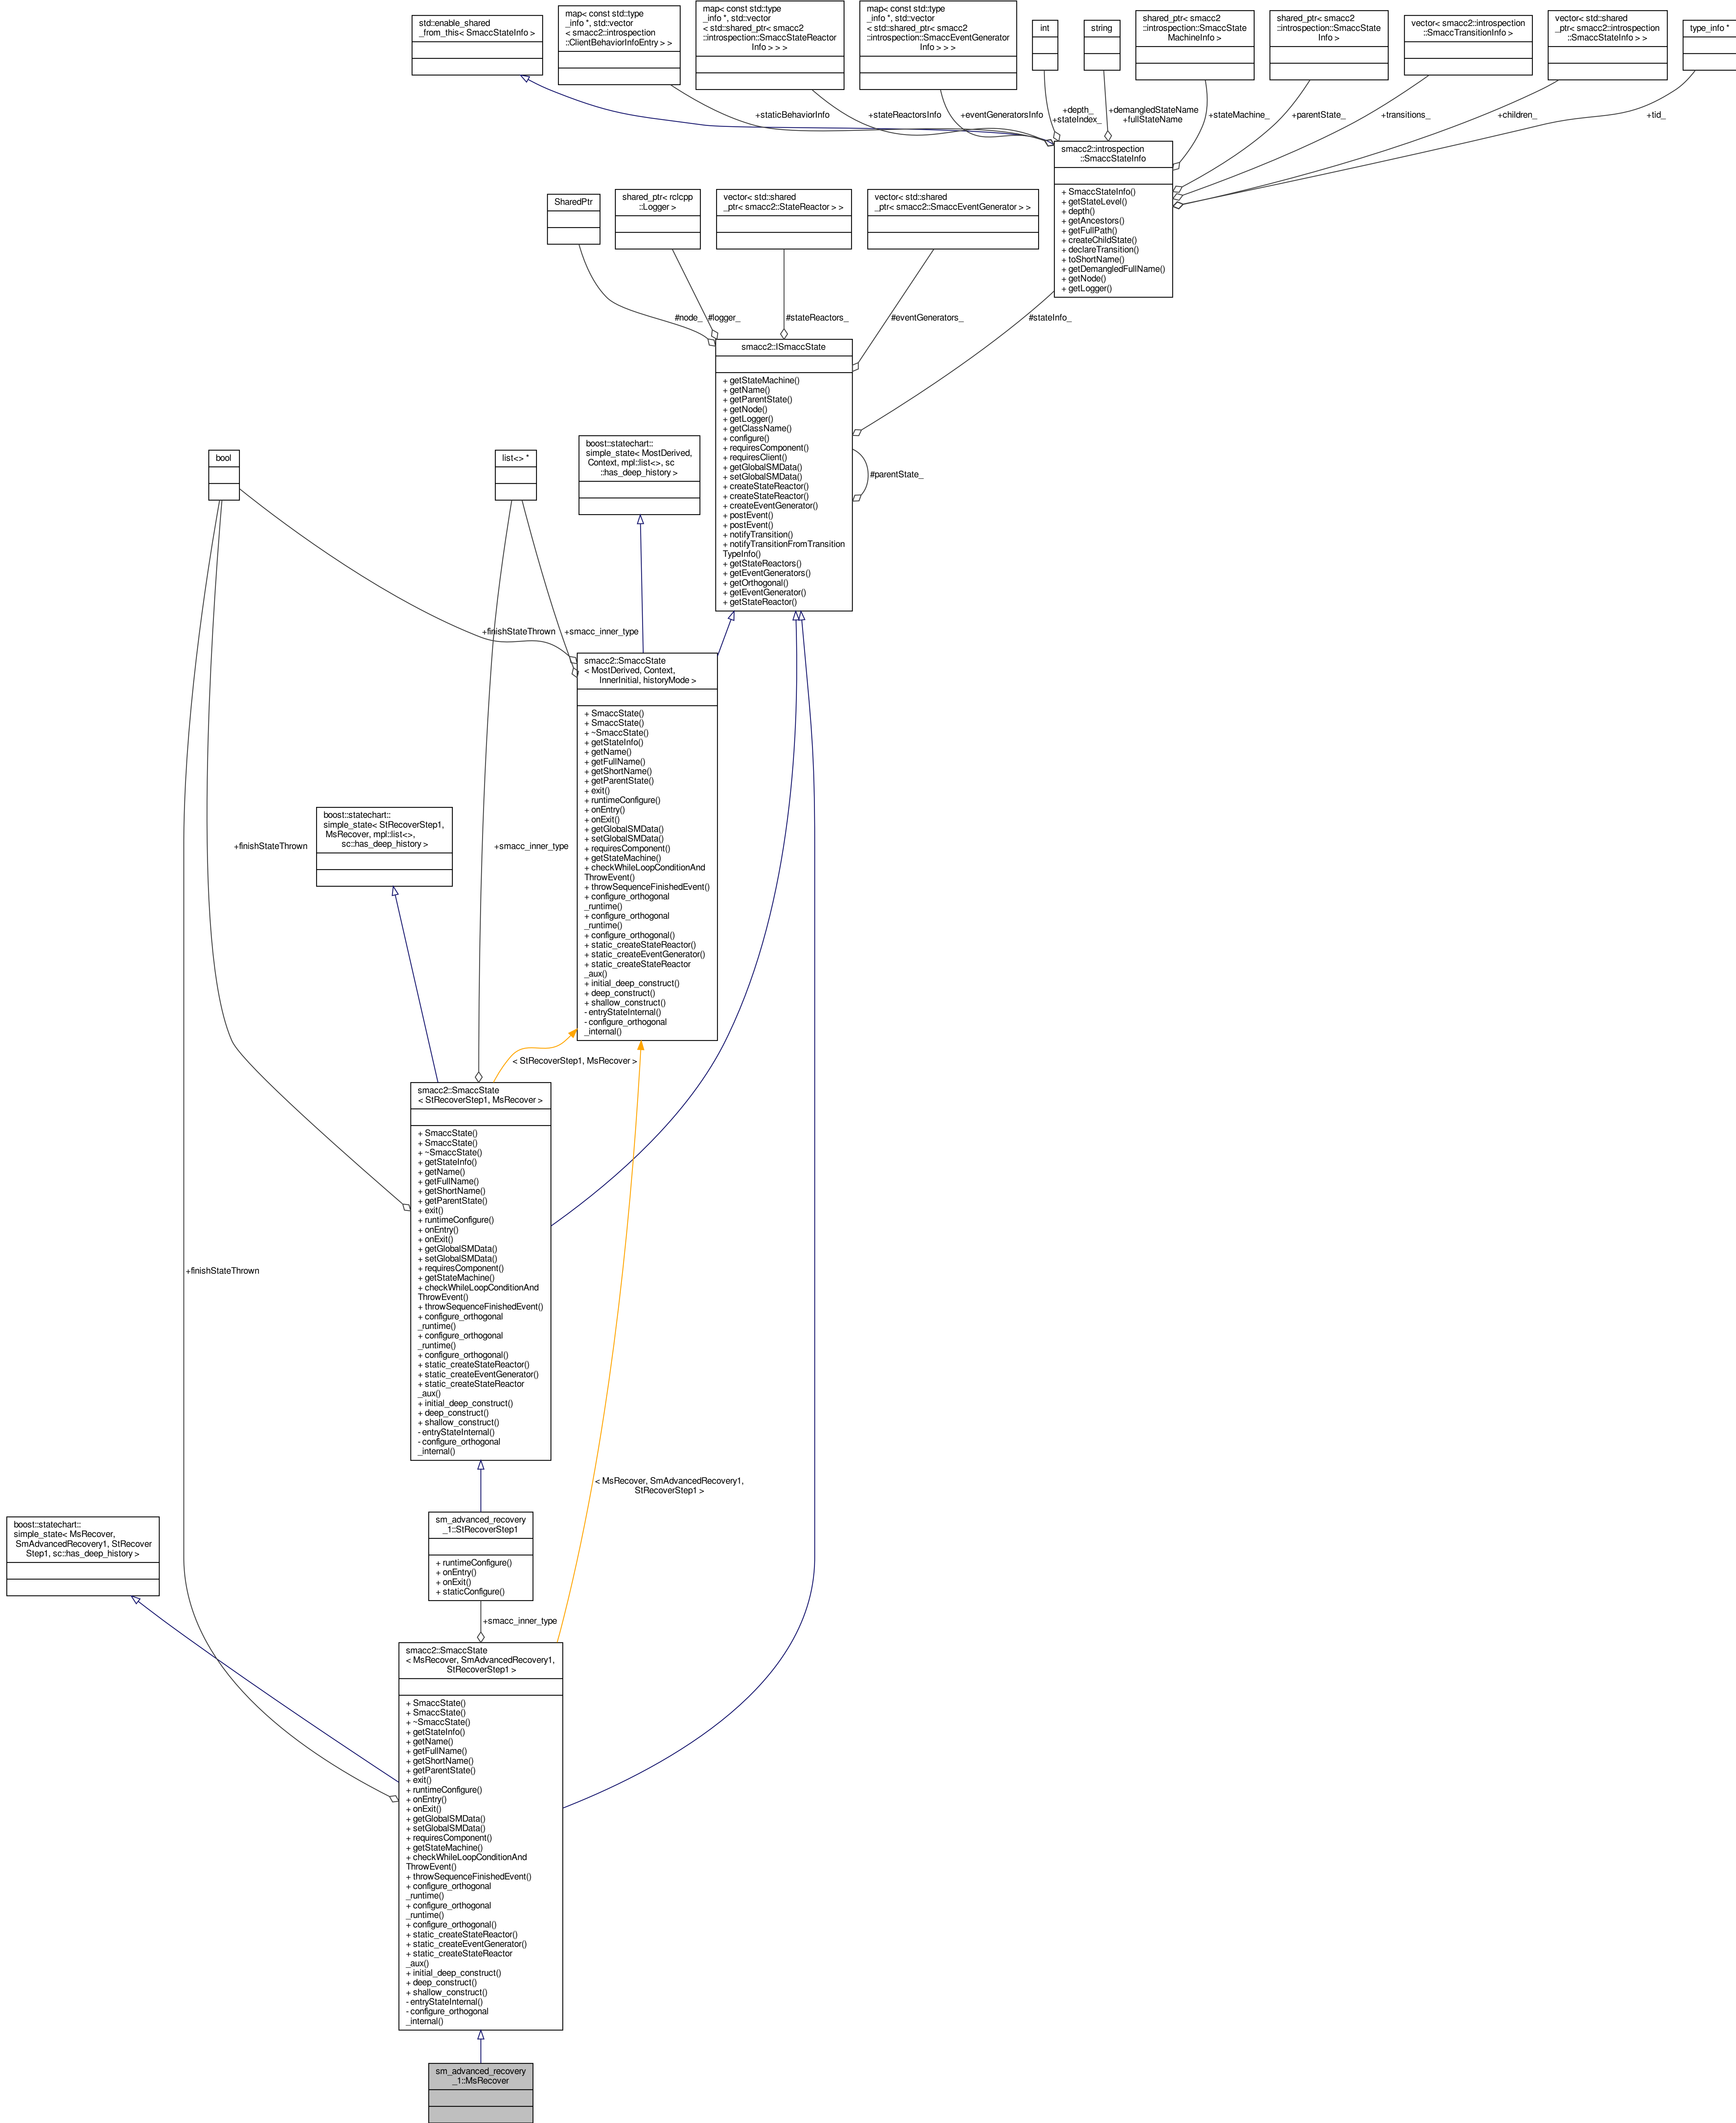 std::enable_shared
_from_this< SmaccStateInfo >
map< const std::type
_info *, std::vector
< smacc2::introspection
::ClientBehaviorInfoEntry > >
map< const std::type
_info *, std::vector
< std::shared_ptr< smacc2
::introspection::SmaccStateReactor
Info > > >
map< const std::type
_info *, std::vector
< std::shared_ptr< smacc2
::introspection::SmaccEventGenerator
Info > > >
int
string
shared_ptr< smacc2
::introspection::SmaccState
MachineInfo >
shared_ptr< smacc2
::introspection::SmaccState
Info >
vector< smacc2::introspection
::SmaccTransitionInfo >
vector< std::shared
_ptr< smacc2::introspection
::SmaccStateInfo > >
type_info *
+staticBehaviorInfo
+stateReactorsInfo
+eventGeneratorsInfo
+depth_
+stateIndex_
+demangledStateName
+fullStateName
+stateMachine_
+parentState_
+transitions_
+children_
+tid_
smacc2::introspection
::SmaccStateInfo
+ SmaccStateInfo()
+ getStateLevel()
+ depth()
+ getAncestors()
+ getFullPath()
+ createChildState()
+ declareTransition()
+ toShortName()
+ getDemangledFullName()
+ getNode()
+ getLogger()
SharedPtr
shared_ptr< rclcpp
::Logger >
vector< std::shared
_ptr< smacc2::StateReactor > >
vector< std::shared
_ptr< smacc2::SmaccEventGenerator > >
#node_
#logger_
#stateReactors_
#eventGenerators_
#stateInfo_
smacc2::ISmaccState
+ getStateMachine()
+ getName()
+ getParentState()
+ getNode()
+ getLogger()
+ getClassName()
+ configure()
+ requiresComponent()
+ requiresClient()
+ getGlobalSMData()
+ setGlobalSMData()
+ createStateReactor()
+ createStateReactor()
+ createEventGenerator()
+ postEvent()
+ postEvent()
+ notifyTransition()
+ notifyTransitionFromTransition
TypeInfo()
+ getStateReactors()
+ getEventGenerators()
+ getOrthogonal()
+ getEventGenerator()
+ getStateReactor()
#parentState_
bool
list<> *
boost::statechart::
simple_state< MostDerived,
Context, mpl::list<>, sc
::has_deep_history >
+finishStateThrown
+smacc_inner_type
smacc2::SmaccState
< MostDerived, Context,
InnerInitial, historyMode >
+ SmaccState()
+ SmaccState()
+ ~SmaccState()
+ getStateInfo()
+ getName()
+ getFullName()
+ getShortName()
+ getParentState()
+ exit()
+ runtimeConfigure()
+ onEntry()
+ onExit()
+ getGlobalSMData()
+ setGlobalSMData()
+ requiresComponent()
+ getStateMachine()
+ checkWhileLoopConditionAnd
ThrowEvent()
+ throwSequenceFinishedEvent()
+ configure_orthogonal
_runtime()
+ configure_orthogonal
_runtime()
+ configure_orthogonal()
+ static_createStateReactor()
+ static_createEventGenerator()
+ static_createStateReactor
_aux()
+ initial_deep_construct()
+ deep_construct()
+ shallow_construct()
- entryStateInternal()
- configure_orthogonal
_internal()
boost::statechart::
simple_state< StRecoverStep1,
MsRecover, mpl::list<>,
sc::has_deep_history >
+finishStateThrown
+smacc_inner_type
< StRecoverStep1, MsRecover >
smacc2::SmaccState
< StRecoverStep1, MsRecover >
+ SmaccState()
+ SmaccState()
+ ~SmaccState()
+ getStateInfo()
+ getName()
+ getFullName()
+ getShortName()
+ getParentState()
+ exit()
+ runtimeConfigure()
+ onEntry()
+ onExit()
+ getGlobalSMData()
+ setGlobalSMData()
+ requiresComponent()
+ getStateMachine()
+ checkWhileLoopConditionAnd
ThrowEvent()
+ throwSequenceFinishedEvent()
+ configure_orthogonal
_runtime()
+ configure_orthogonal
_runtime()
+ configure_orthogonal()
+ static_createStateReactor()
+ static_createEventGenerator()
+ static_createStateReactor
_aux()
+ initial_deep_construct()
+ deep_construct()
+ shallow_construct()
- entryStateInternal()
- configure_orthogonal
_internal()
+finishStateThrown
< MsRecover, SmAdvancedRecovery1,
StRecoverStep1 >
boost::statechart::
simple_state< MsRecover,
SmAdvancedRecovery1, StRecover
Step1, sc::has_deep_history >
sm_advanced_recovery
_1::StRecoverStep1
+ runtimeConfigure()
+ onEntry()
+ onExit()
+ staticConfigure()
+smacc_inner_type
smacc2::SmaccState
< MsRecover, SmAdvancedRecovery1,
StRecoverStep1 >
+ SmaccState()
+ SmaccState()
+ ~SmaccState()
+ getStateInfo()
+ getName()
+ getFullName()
+ getShortName()
+ getParentState()
+ exit()
+ runtimeConfigure()
+ onEntry()
+ onExit()
+ getGlobalSMData()
+ setGlobalSMData()
+ requiresComponent()
+ getStateMachine()
+ checkWhileLoopConditionAnd
ThrowEvent()
+ throwSequenceFinishedEvent()
+ configure_orthogonal
_runtime()
+ configure_orthogonal
_runtime()
+ configure_orthogonal()
+ static_createStateReactor()
+ static_createEventGenerator()
+ static_createStateReactor
_aux()
+ initial_deep_construct()
+ deep_construct()
+ shallow_construct()
- entryStateInternal()
- configure_orthogonal
_internal()
sm_advanced_recovery
_1::MsRecover